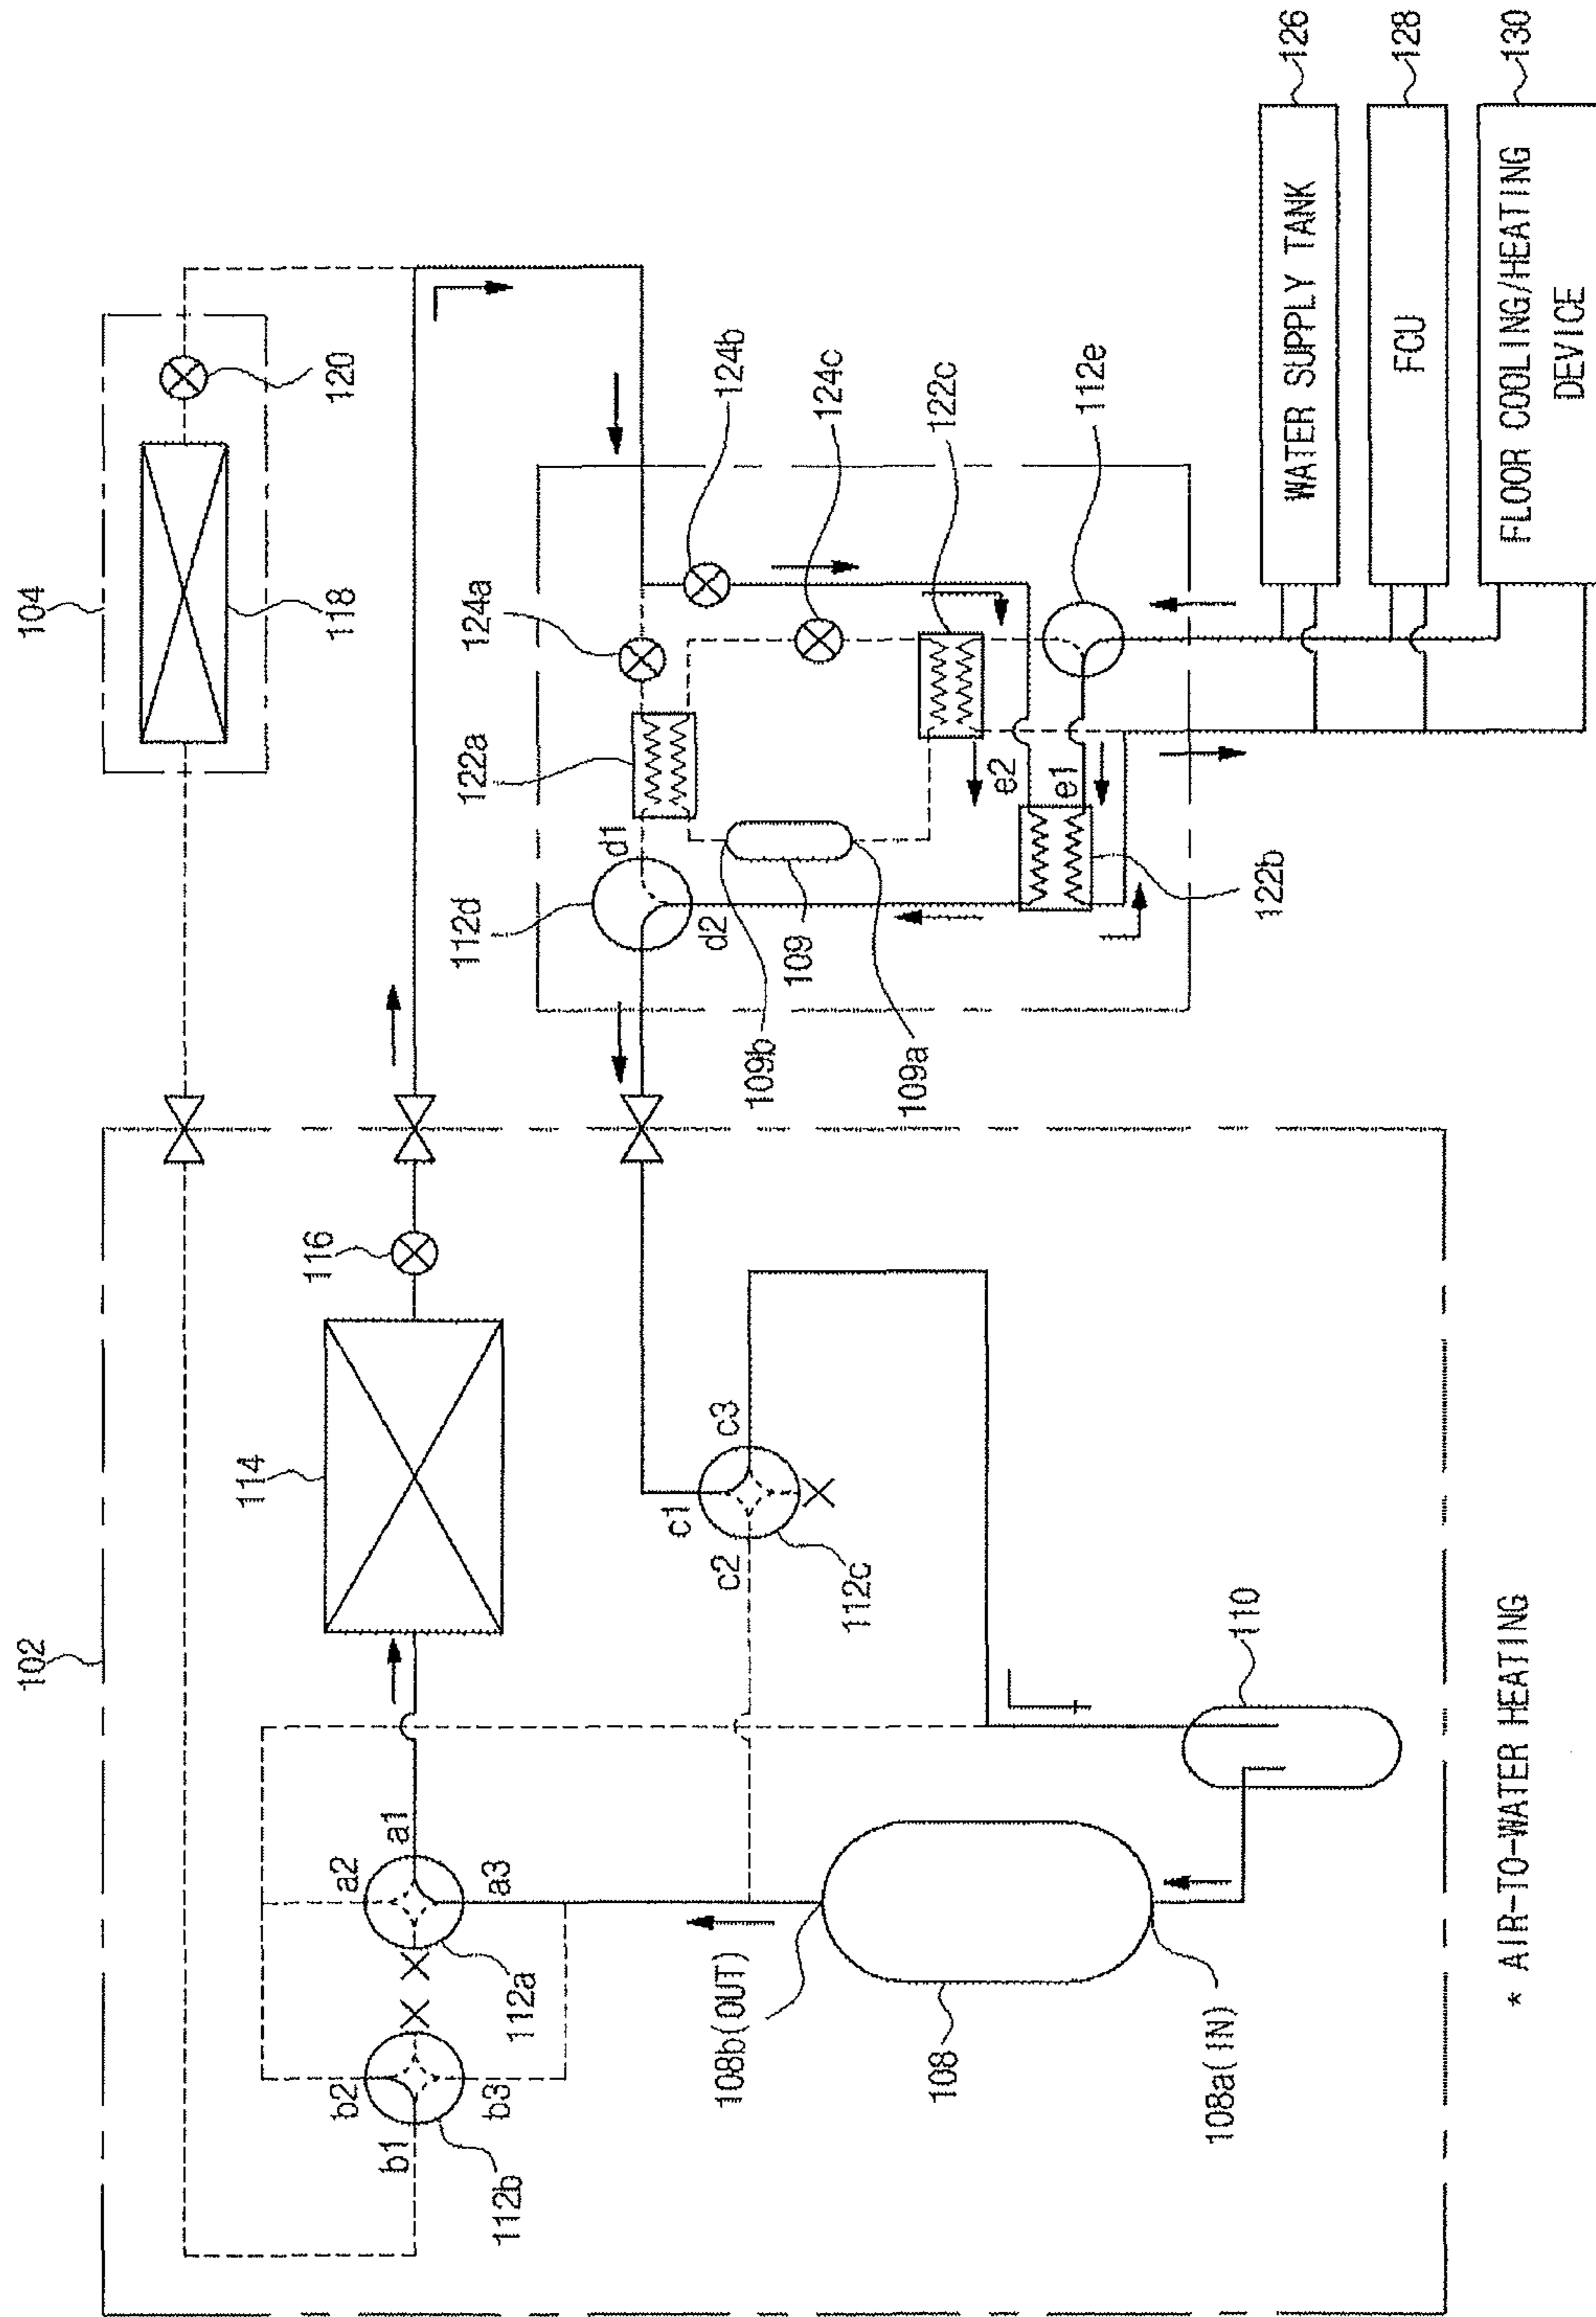 102
104
118
120
114
116
a1
a2
a3
112a
b1
b2
b3
112b
c1
c2
c3
112c
108b(OUT)
108
108a(IN)
110
112d
d1
d2
122a
124a
124b
124c
122c
112e
109b
109
109a
e2
e1
122b
WATER SUPPLY TANK
126
FCU
128
FLOOR COOLING/HEATING
DEVICE
130
* AIR-TO-WATER HEATING